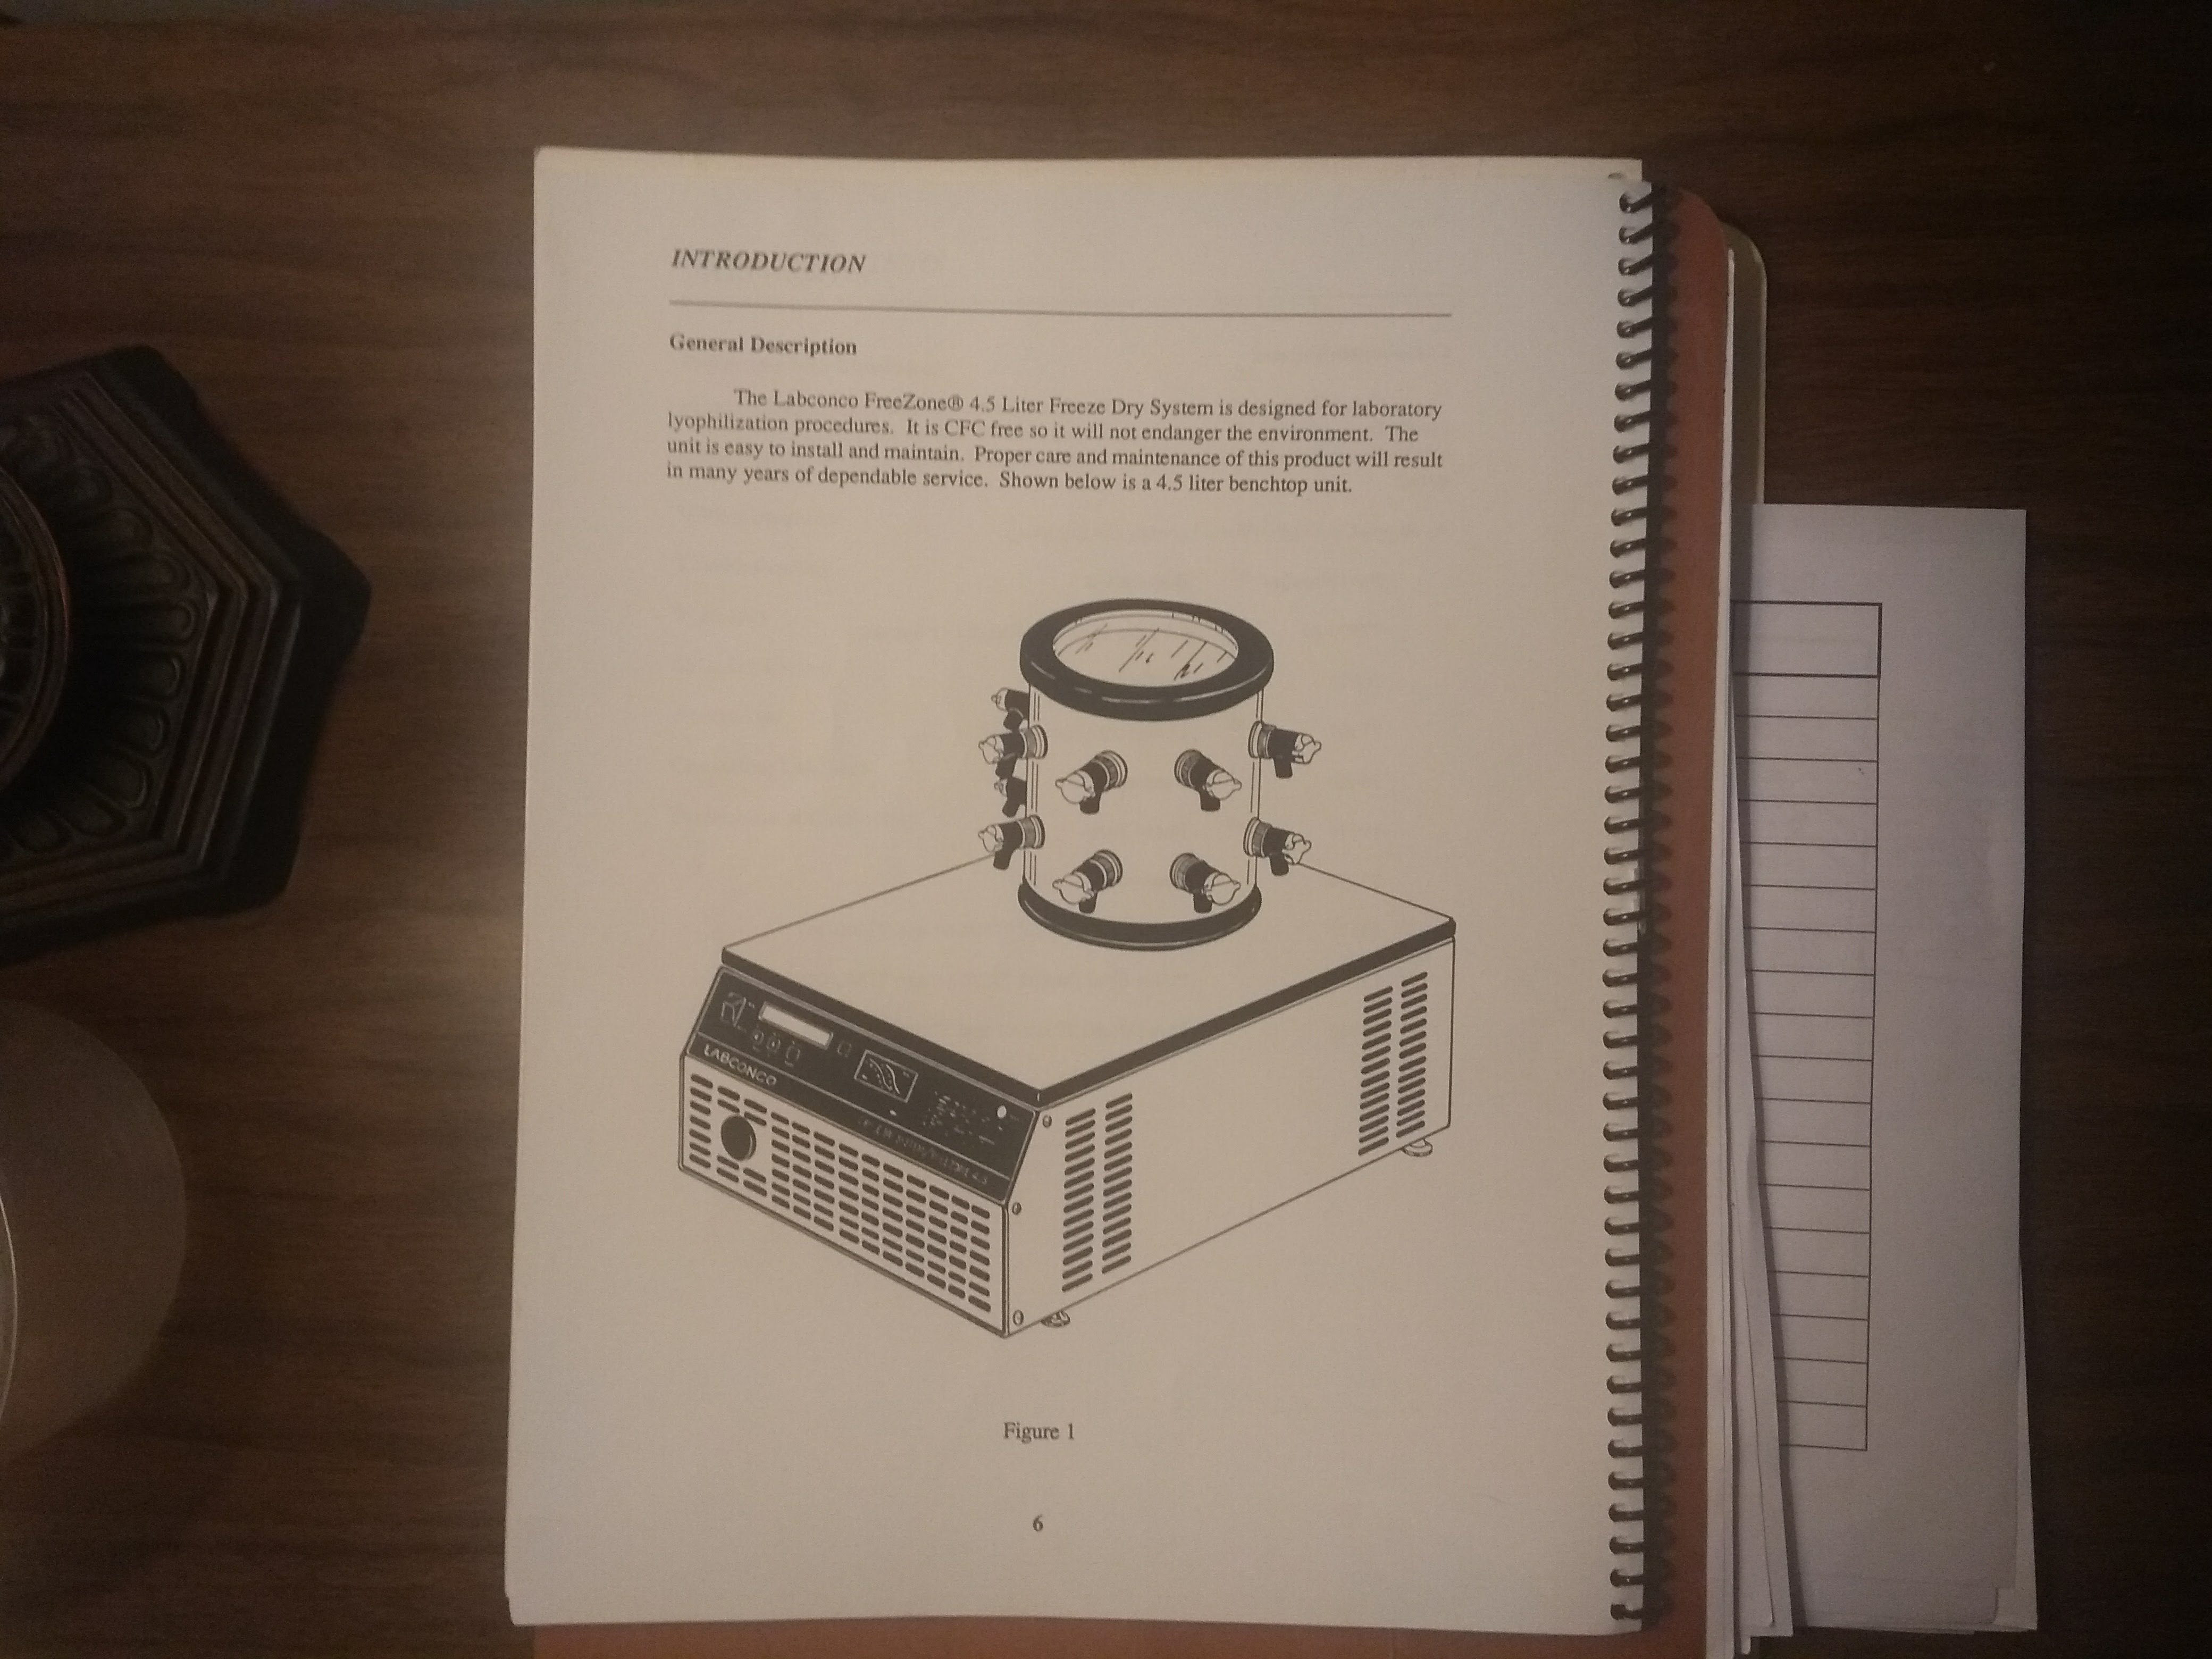 INTRODUCTION
General Description
The Labconco FreeZone® 4.5 Liter Freeze Dry System is designed for laboratory
lyophilization procedures. It is CFC free so it will not endanger the environment. The
unit is easy to install and maintain. Proper care and maintenance of this product will result
in many years of dependable service. Shown below is a 4.5 liter benchtop unit.
LABCONCO
Figure 1
6